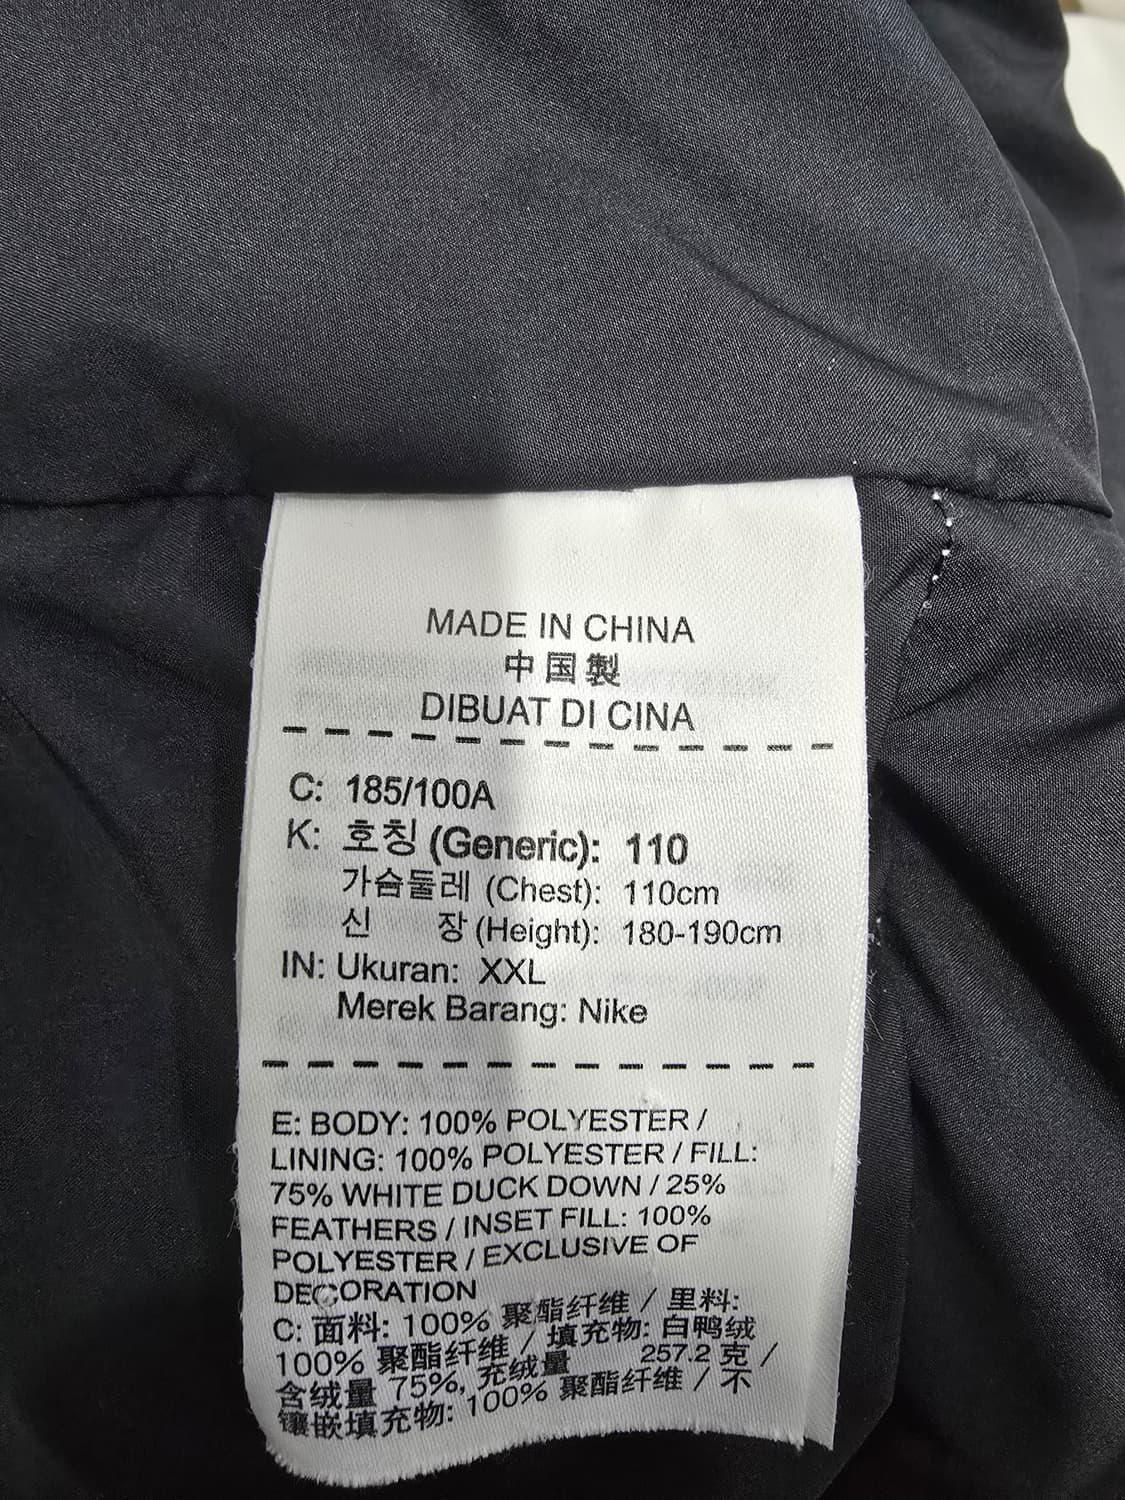 MADE IN CHINA
中国製
DIBUAT DI CINA
C: 185/100A
K: 호칭 (Generic): 110
가슴둘레 (Chest): 110cm
신 장 (Height): 180-190cm
IN: Ukuran: XXL
Merek Barang: Nike
E: BODY: 100% POLYESTER /
LINING: 100% POLYESTER / FILL:
75% WHITE DUCK DOWN / 25%
FEATHERS / INSET FILL: 100%
POLYESTER / EXCLUSIVE OF
DECORATION
C: 面料: 100% 聚酯纤维 / 里料:
100% 聚酯纤维 / 填充物: 白鸭绒
含绒量 75%, 充绒量 257.2 克 /
镶嵌填充物: 100% 聚酯纤维 / 不